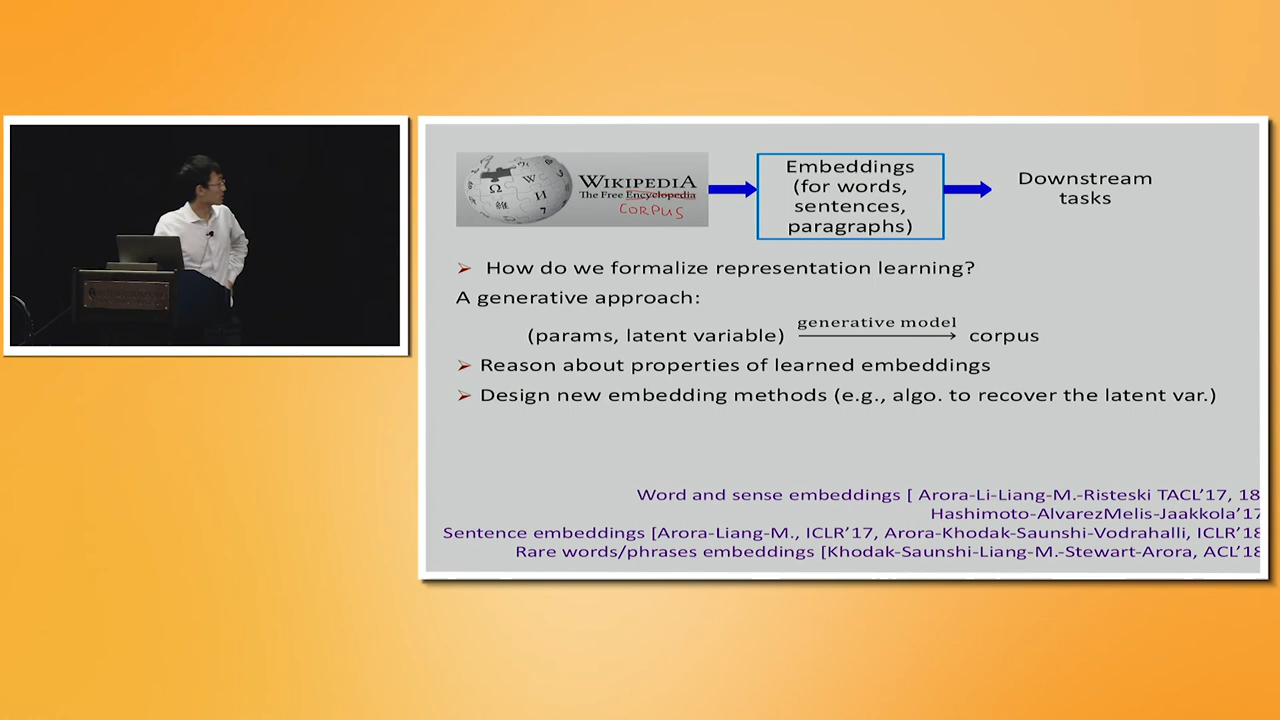 WIKIPEDIA
The Free Encyclopedia
CORPUS
Embeddings
(for words,
sentences,
paragraphs)
Downstream
tasks
➢ How do we formalize representation learning?
A generative approach:
(params, latent variable) generative model corpus
➢ Reason about properties of learned embeddings
➢ Design new embedding methods (e.g., algo. to recover the latent var.)
Word and sense embeddings [ Arora-Li-Liang-M.-Risteski TACL’17, 18
Hashimoto-AlvarezMelis-Jaakkola’17
Sentence embeddings [Arora-Liang-M., ICLR’17, Arora-Khodak-Saunshi-Vodrahalli, ICLR’18
Rare words/phrases embeddings [Khodak-Saunshi-Liang-M.-Stewart-Arora, ACL’18